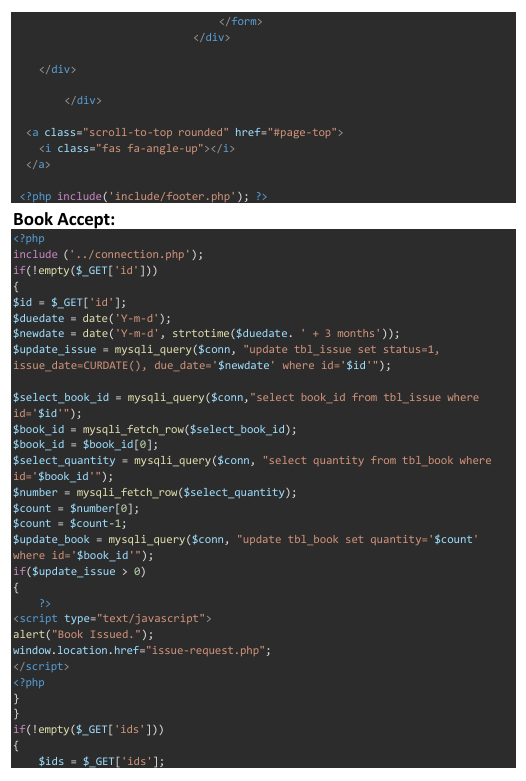 </form>
</div>
</div>
</div>
<a class="scroll-to-top rounded" href="#page-top">
<i class="fas fa-angle-up"></i>
</a>
<?php include('include/footer.php'); ?>
Book Accept:
<?php
include ('../connection.php');
if(!empty($_GET['id']))
{
$id = $_GET['id'];
$duedate = date('Y-m-d');
$newdate = date('Y-m-d', strtotime($duedate. ' + 3 months'));
$update_issue = mysqli_query($conn, "update tbl_issue set status=1,
issue_date=CURDATE(), due_date='$newdate' where id='$id'");
$select_book_id = mysqli_query($conn,"select book_id from tbl_issue where
id='$id'");
$book_id = mysqli_fetch_row($select_book_id);
$book_id = $book_id[0];
$select_quantity = mysqli_query($conn, "select quantity from tbl_book where
id='$book_id'");
$number = mysqli_fetch_row($select_quantity);
$count = $number[0];
$count = $count-1;
$update_book = mysqli_query($conn, "update tbl_book set quantity='$count'
where id='$book_id'");
if($update_issue > 0)
{
?>
<script type="text/javascript">
alert("Book Issued.");
window.location.href="issue-request.php";
</script>
<?php
}
}
if(!empty($_GET['ids']))
{
$ids = $_GET['ids'];